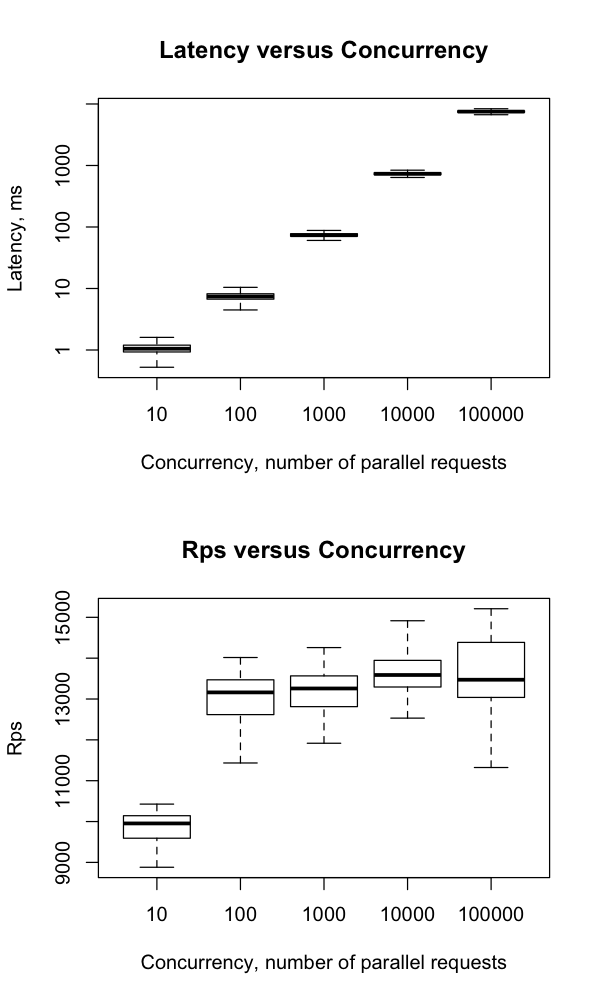 Latency versus Concurrency
Latency, ms
1000
100
10
1
10 100 1000 10000 100000
Concurrency, number of parallel requests
Rps versus Concurrency
Rps
15000
13000
11000
9000
10 100 1000 10000 100000
Concurrency, number of parallel requests